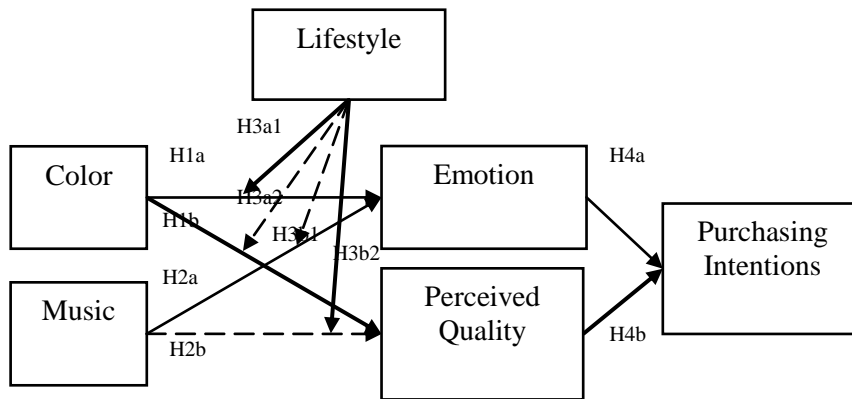 Lifestyle
H3a1
H1a
H4a
Color
Emotion
H3a2
H1b
H3b1
Purchasing
Intentions
H3b2
H2a
Music
Perceived
Quality
H4b
H2b